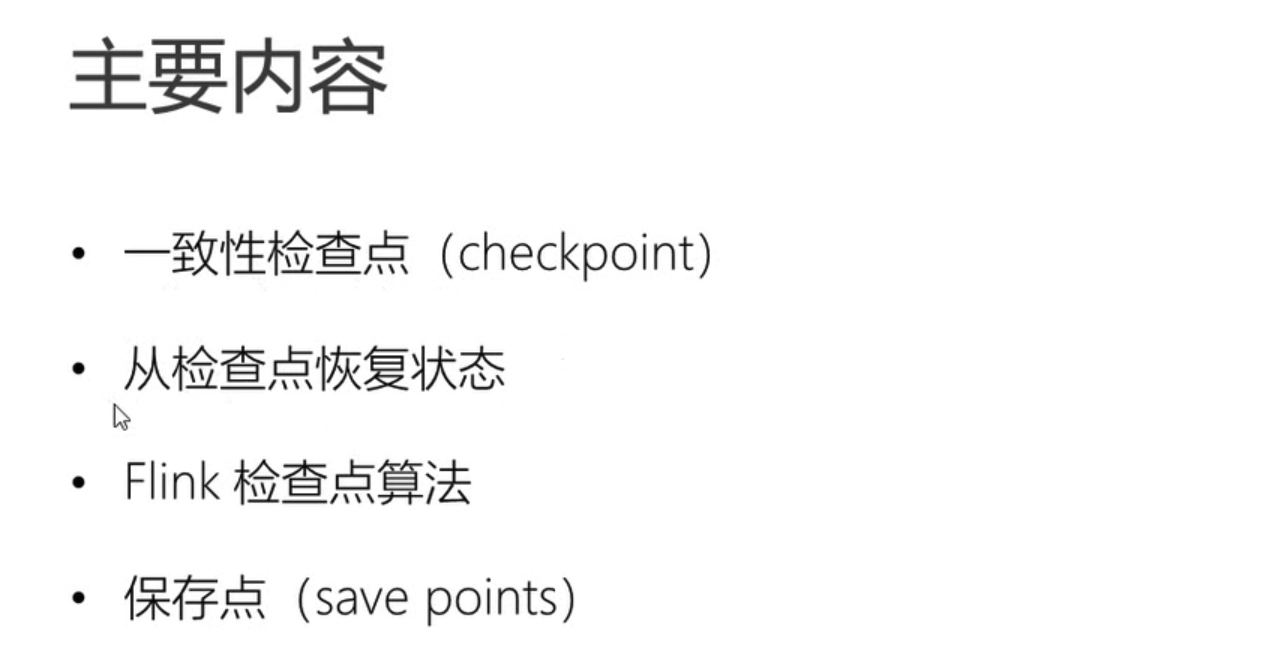 主要内容
• 一致性检查点（checkpoint）
• 从检查点恢复状态
• Flink 检查点算法
• 保存点（save points）